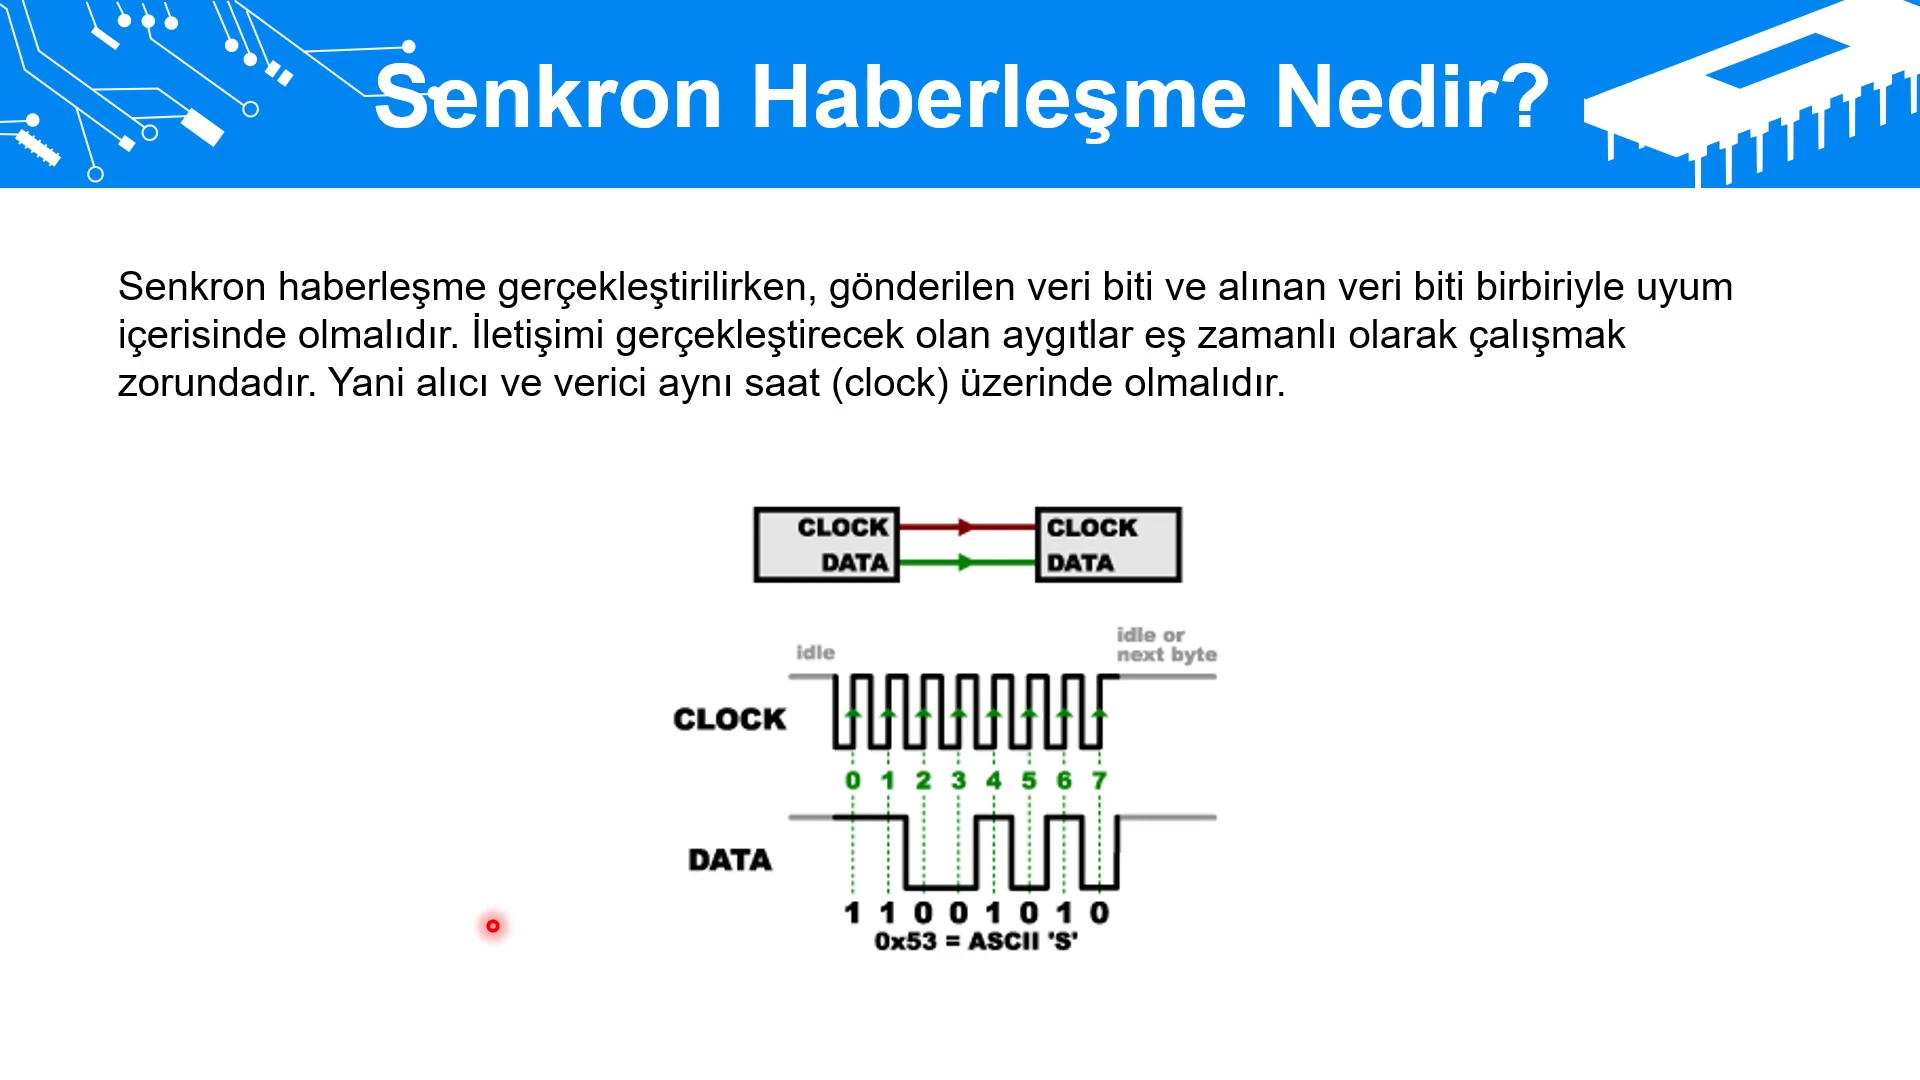 Senkron Haberleşme Nedir?
Senkron haberleşme gerçekleştirilirken, gönderilen veri biti ve alınan veri biti birbiriyle uyum
içerisinde olmalıdır. İletişimi gerçekleştirecek olan aygıtlar eş zamanlı olarak çalışmak
zorundadır. Yani alıcı ve verici aynı saat (clock) üzerinde olmalıdır.
CLOCK CLOCK
DATA DATA
idle
idle or
next byte
CLOCK
0 1 2 3 4 5 6 7
DATA
1 1 0 0 1 0 1 0
0x53 = ASCII 'S'